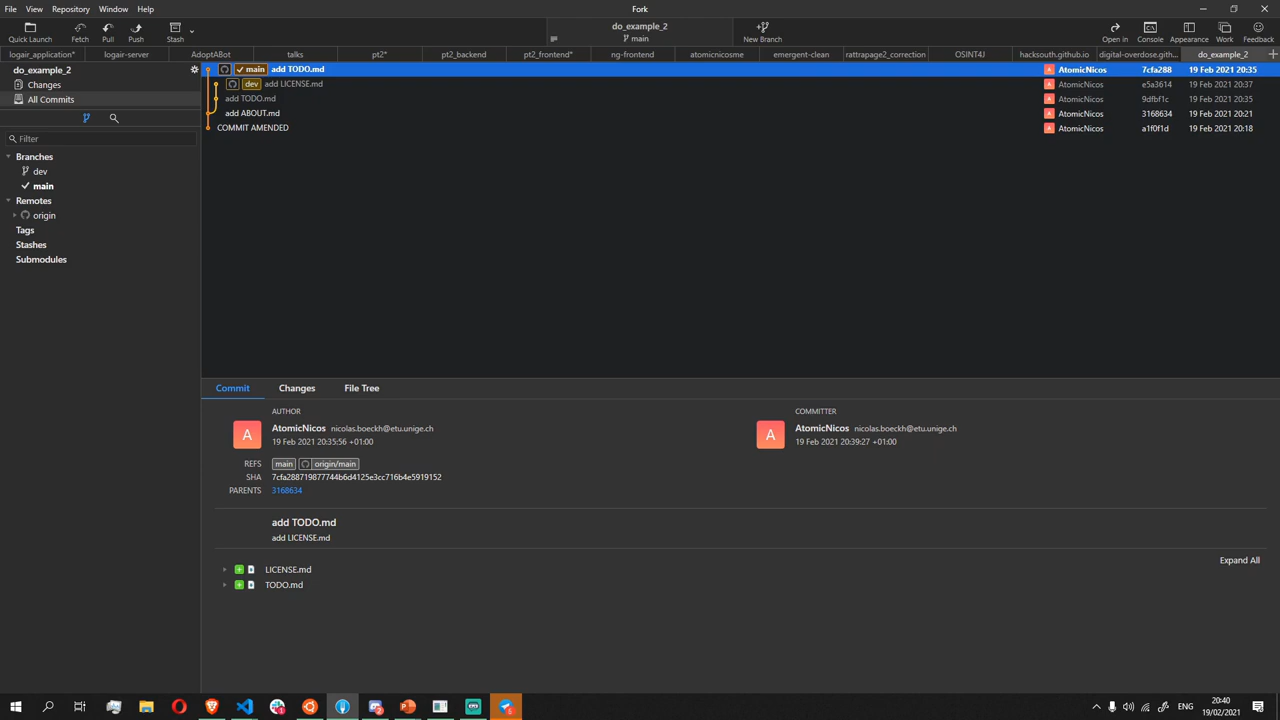 File View Repository Window Help
Fork
Quick Launch Fetch Pull Push Stash
do_example_2
main
New Branch
Open in Console Appearance Work Feedback
logair_application* logair-server AdoptABot talks pt2* pt2_backend pt2_frontend* ng-frontend atomicnicosme emergent-clean rattrapage2_correction OSINT4J hacksouth.github.io digital-overdose.gith... do_example_2
do_example_2
Changes
All Commits
Filter
Branches
dev
main
Remotes
origin
Tags
Stashes
Submodules
main add TODO.md A AtomicNicos 7cfa288 19 Feb 2021 20:35
dev add LICENSE.md A AtomicNicos e5a3614 19 Feb 2021 20:37
add TODO.md A AtomicNicos 9dfbf1c 19 Feb 2021 20:35
add ABOUT.md A AtomicNicos 3168634 19 Feb 2021 20:21
COMMIT AMENDED A AtomicNicos a1f0f1d 19 Feb 2021 20:18
Commit Changes File Tree
AUTHOR
A
AtomicNicos nicolas.boeckh@etu.unige.ch
19 Feb 2021 20:35:56 +01:00
COMMITTER
A
AtomicNicos nicolas.boeckh@etu.unige.ch
19 Feb 2021 20:39:27 +01:00
REFS main origin/main
SHA 7cfa288719877744b6d4125e3cc716b4e5919152
PARENTS 3168634
add TODO.md
add LICENSE.md
Expand All
LICENSE.md
TODO.md
ENG
20:40
19/02/2021